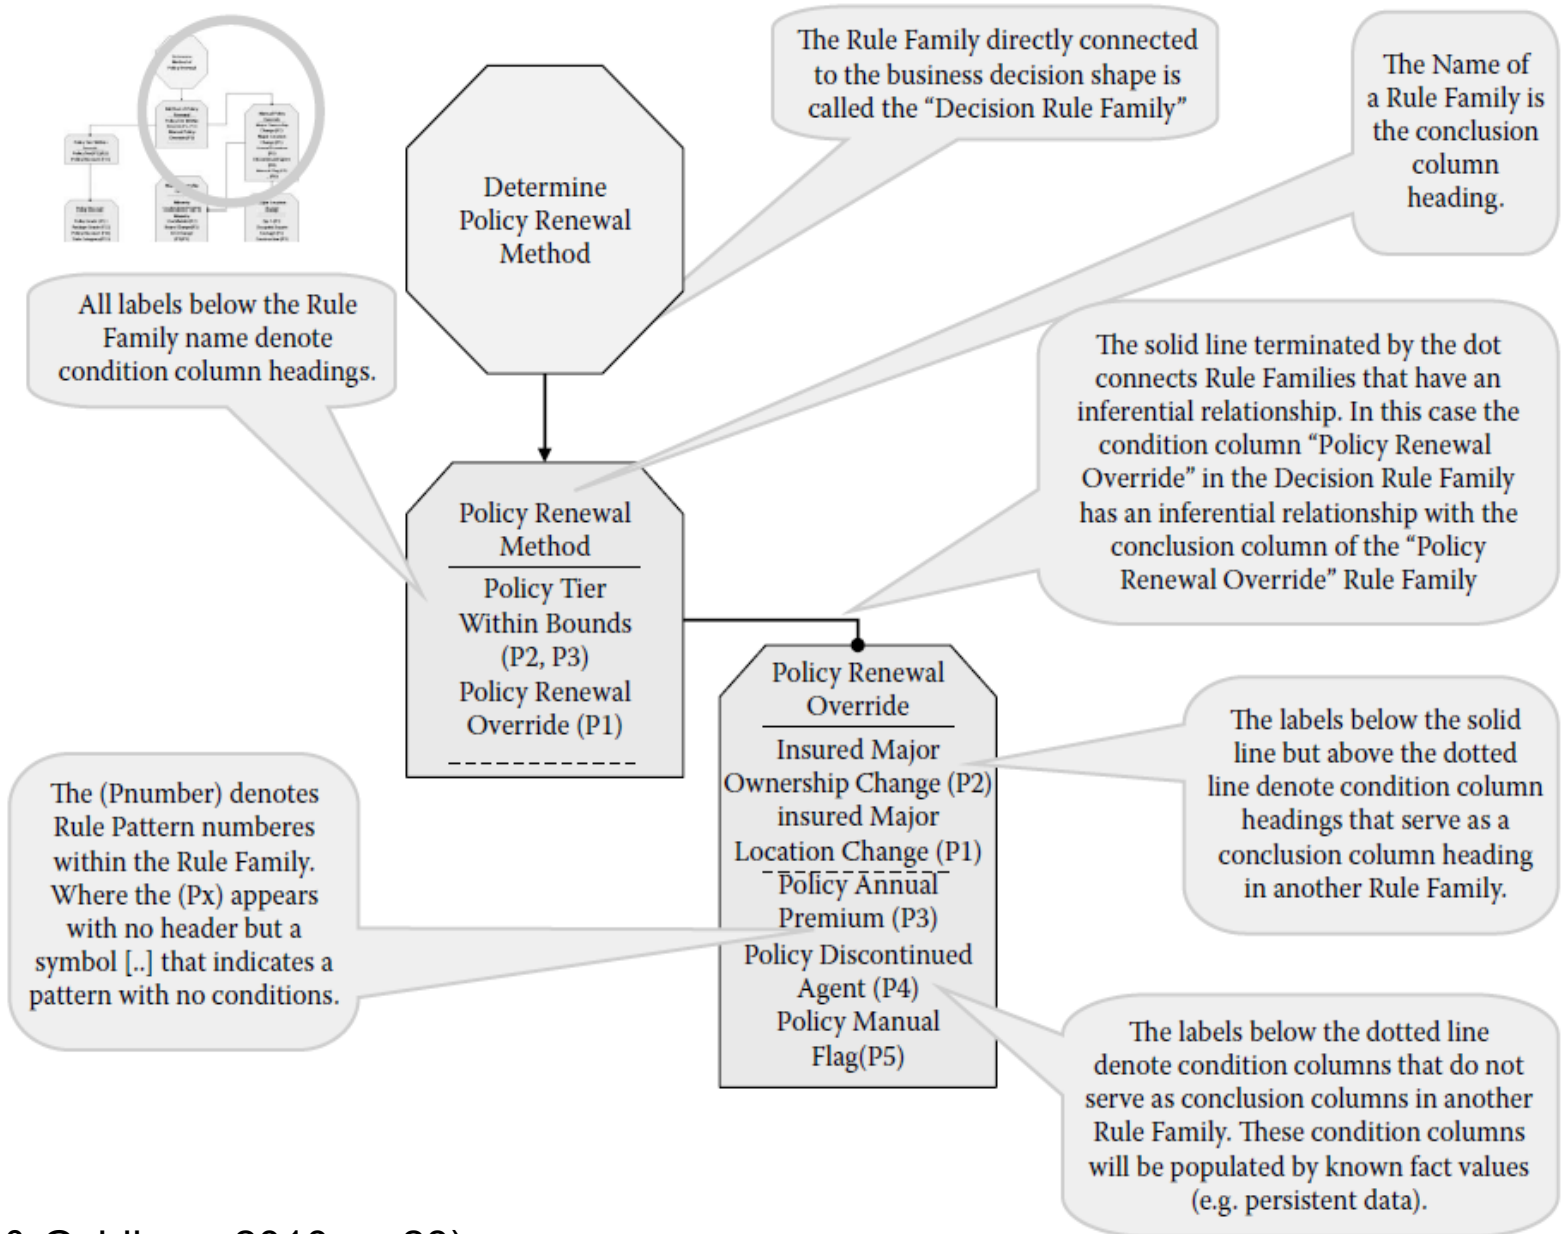 The Rule Family directly connected
to the business decision shape is
called the “Decision Rule Family”
The Name of
a Rule Family is
the conclusion
column
heading.
Determine
Policy Renewal
Method
All labels below the Rule
Family name denote
condition column headings.
The solid line terminated by the dot
connects Rule Families that have an
inferential relationship. In this case the
condition column “Policy Renewal
Override” in the Decision Rule Family
has an inferential relationship with the
conclusion column of the “Policy
Renewal Override” Rule Family
Policy Renewal
Method
Policy Tier
Within Bounds
(P2, P3)
Policy Renewal
Override (P1)
Policy Renewal
Override
Insured Major
Ownership Change (P2)
insured Major
Location Change (P1)
Policy Annual
Premium (P3)
Policy Discontinued
Agent (P4)
Policy Manual
Flag(P5)
The labels below the solid
line but above the dotted
line denote condition column
headings that serve as a
conclusion column heading
in another Rule Family.
The (Pnumber) denotes
Rule Pattern numberes
within the Rule Family.
Where the (Px) appears
with no header but a
symbol [..] that indicates a
pattern with no conditions.
The labels below the dotted line
denote condition columns that do not
serve as conclusion columns in another
Rule Family. These condition columns
will be populated by known fact values
(e.g. persistent data).